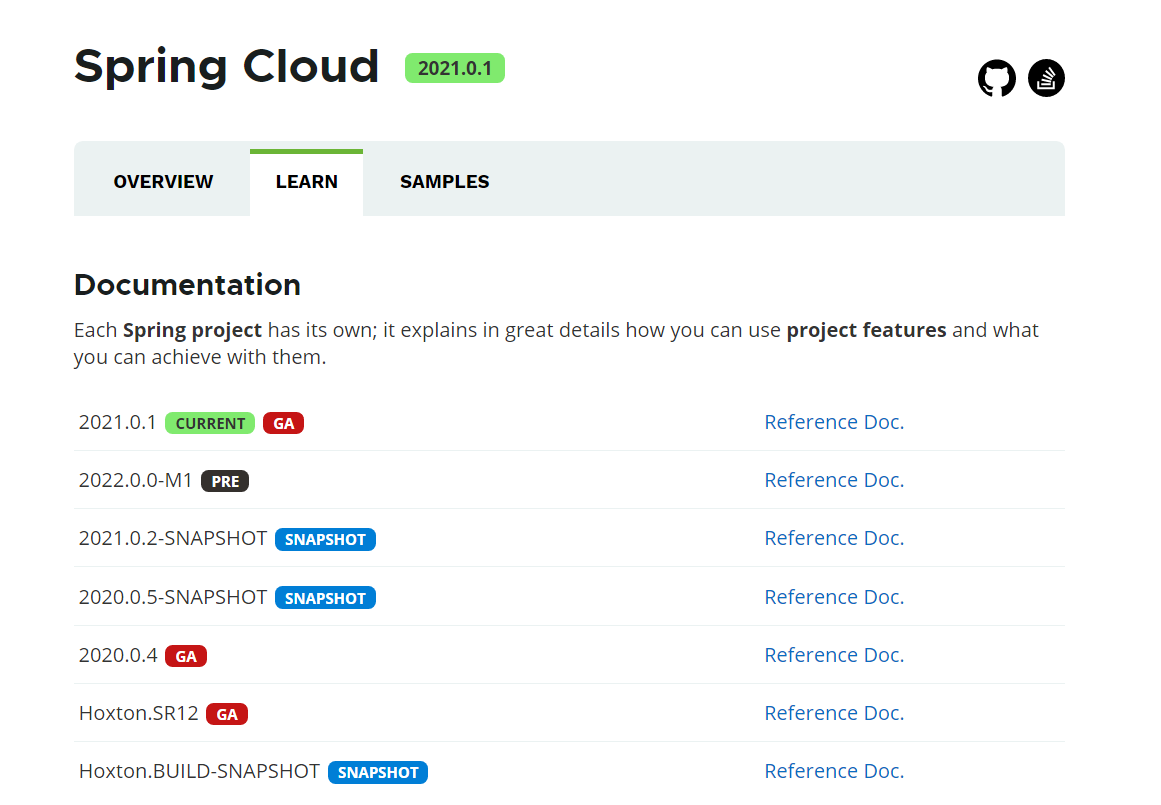 Spring Cloud 2021.0.1
OVERVIEW LEARN SAMPLES
Documentation
Each Spring project has its own; it explains in great details how you can use project features and what
you can achieve with them.
2021.0.1 CURRENT GA Reference Doc.
2022.0.0-M1 PRE Reference Doc.
2021.0.2-SNAPSHOT SNAPSHOT Reference Doc.
2020.0.5-SNAPSHOT SNAPSHOT Reference Doc.
2020.0.4 GA Reference Doc.
Hoxton.SR12 GA Reference Doc.
Hoxton.BUILD-SNAPSHOT SNAPSHOT Reference Doc.